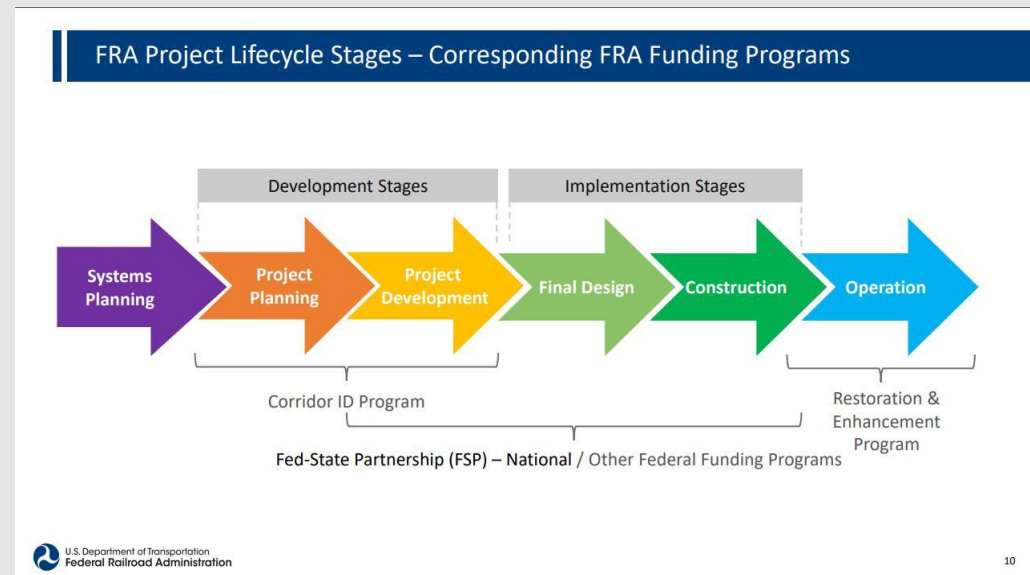 FRA Project Lifecycle Stages – Corresponding FRA Funding Programs
Development Stages
Implementation Stages
Systems
Planning
Project
Planning
Project
Development
Final Design
Construction
Operation
Corridor ID Program
Restoration &
Enhancement
Program
Fed-State Partnership (FSP) – National / Other Federal Funding Programs
U.S. Department of Transportation
Federal Railroad Administration
10